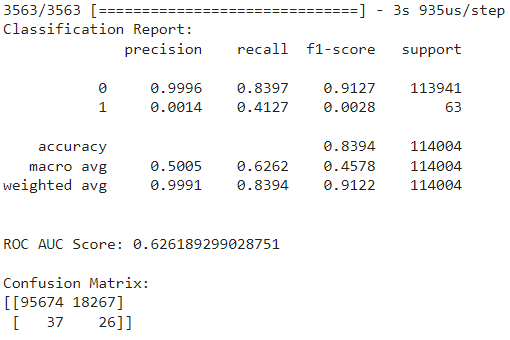 3563/3563 [==============================] - 3s 935us/step
Classification Report:
precision recall f1-score support
0 0.9996 0.8397 0.9127 113941
1 0.0014 0.4127 0.0028 63
accuracy 0.8394 114004
macro avg 0.5005 0.6262 0.4578 114004
weighted avg 0.9991 0.8394 0.9122 114004
ROC AUC Score: 0.626189299028751
Confusion Matrix:
[[95674 18267]
[ 37 26]]